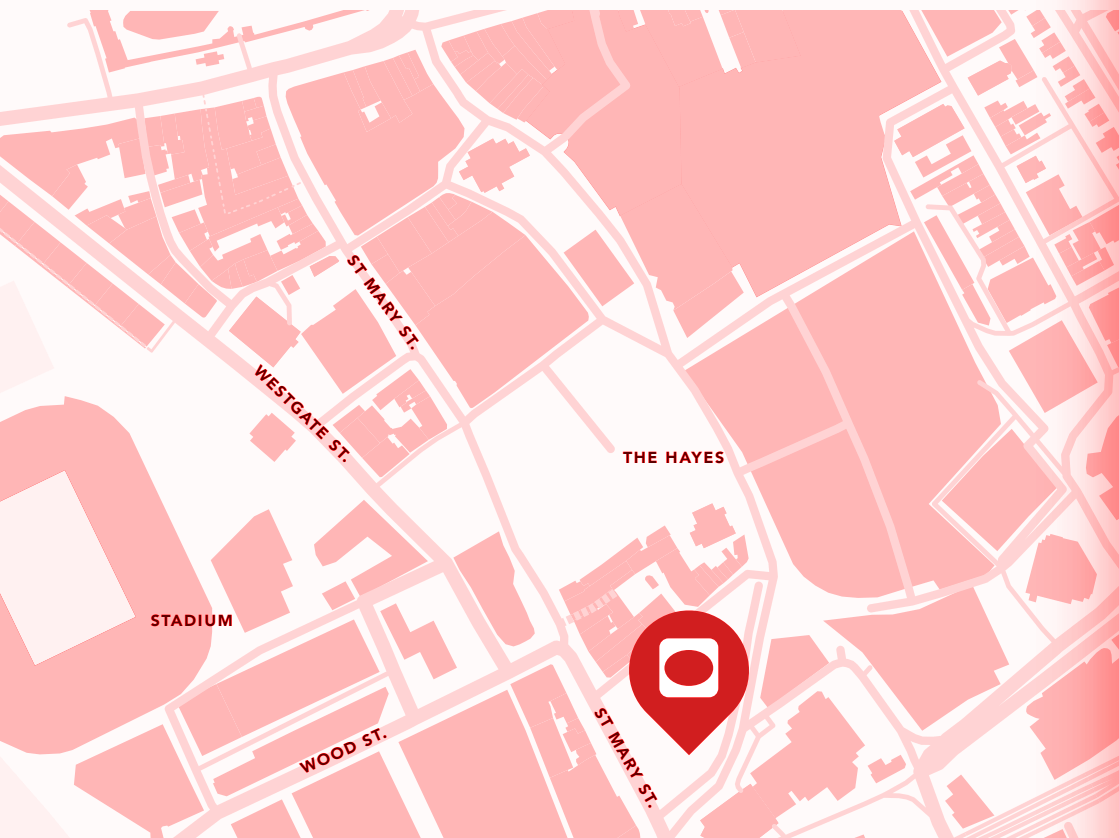 ST MARY ST.
WESTGATE ST.
THE HAYES
STADIUM
ST MARY ST.
WOOD ST.